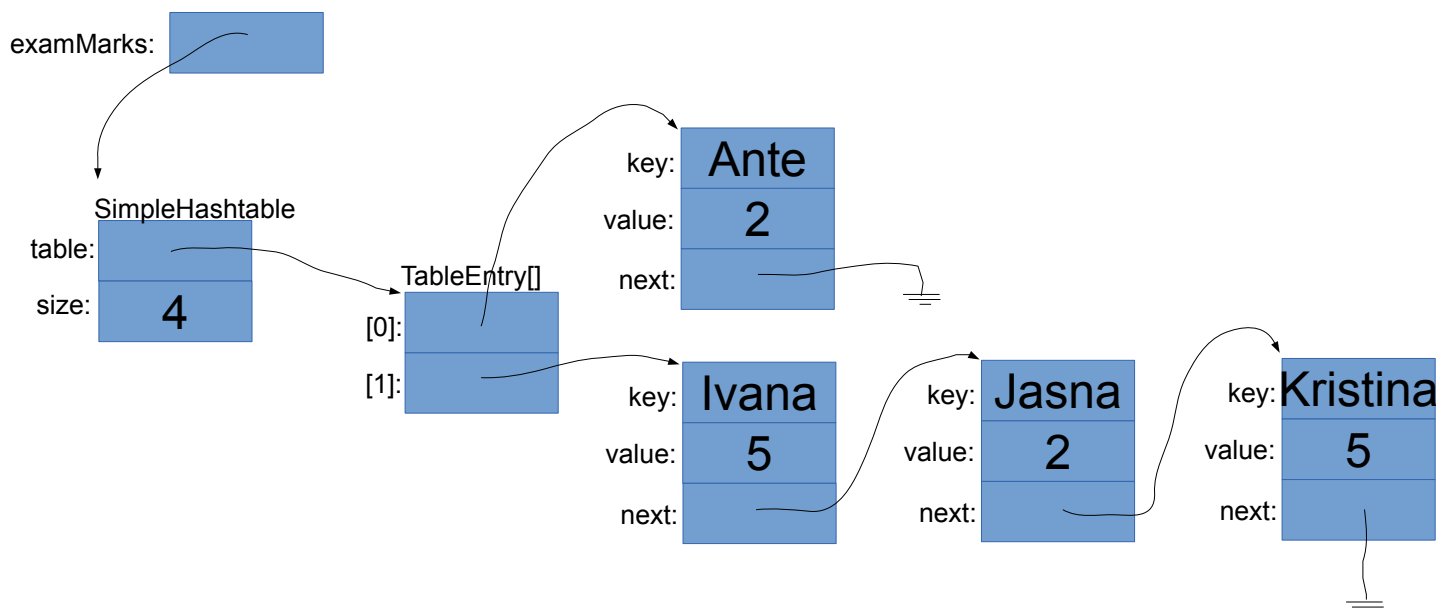 examMarks:
SimpleHashtable
table:
size: 4
TableEntry[]
[0]:
[1]:
key: Ante
value: 2
next:
key: Ivana
value: 5
next:
key: Jasna
value: 2
next:
key: Kristina
value: 5
next: